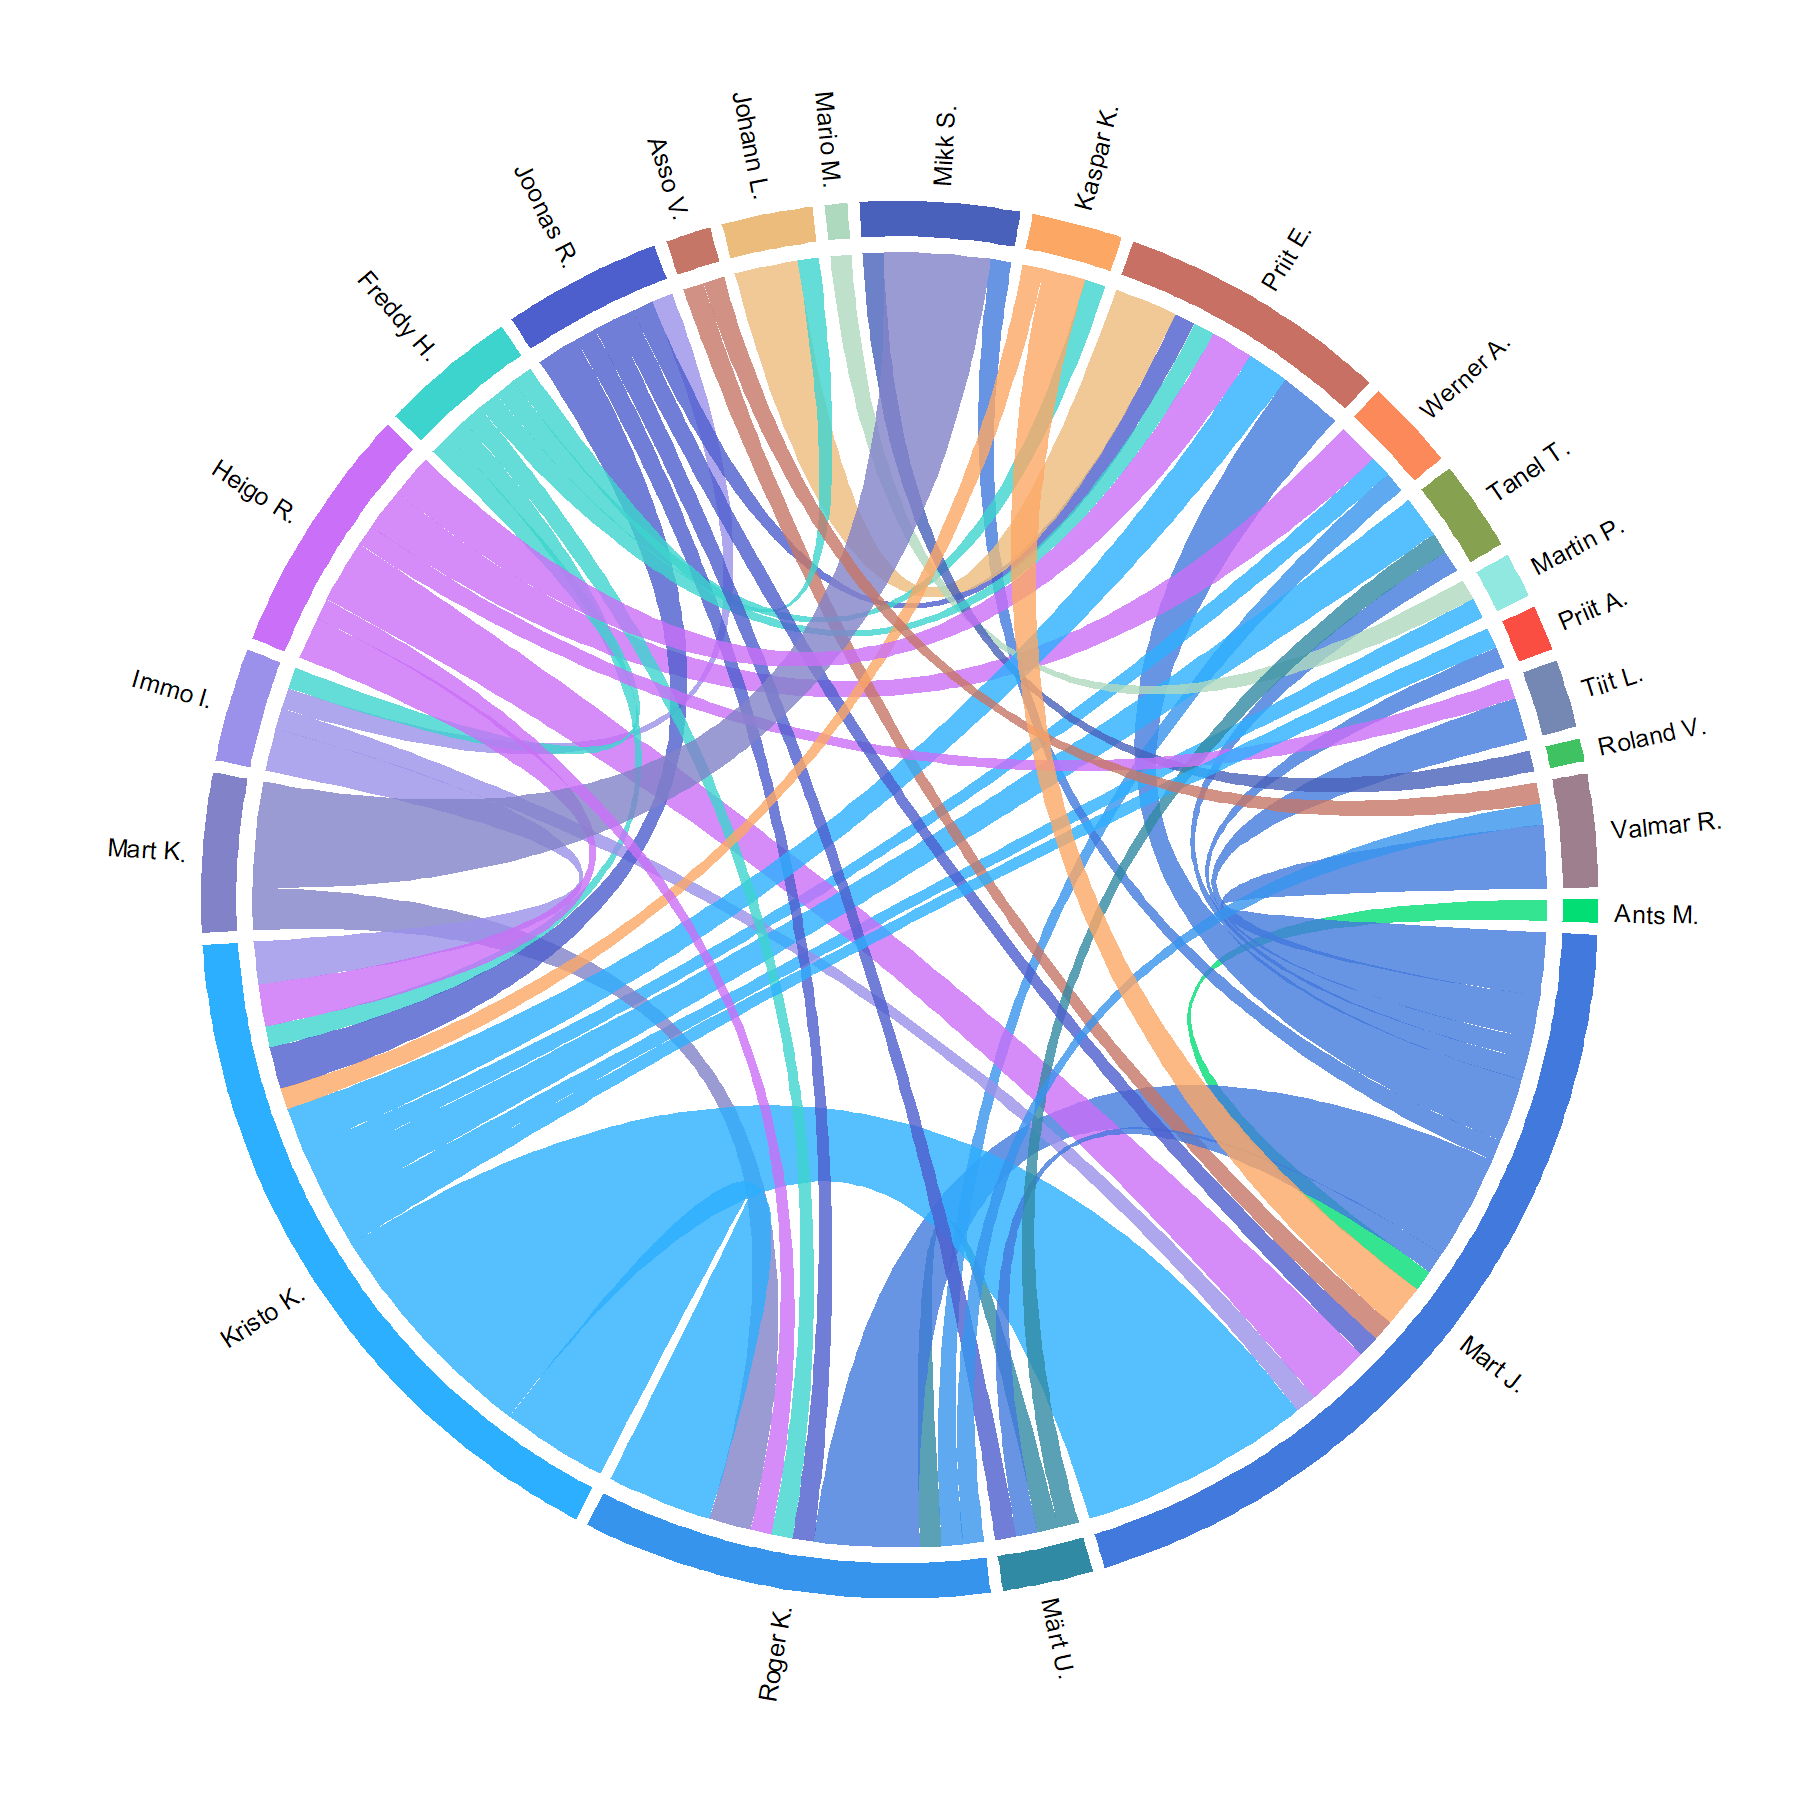 Mario M.
Mikk S.
Kaspar K.
Priit E.
Werner A.
Tanel T.
Martin P.
Priit A.
Tiit L.
Roland V.
Valmar R.
Ants M.
Mart J.
Märt U.
Roger K.
Kristo K.
Mart K.
Immo I.
Heigo R.
Freddy H.
Joonas R.
Asso V.
Johann L.